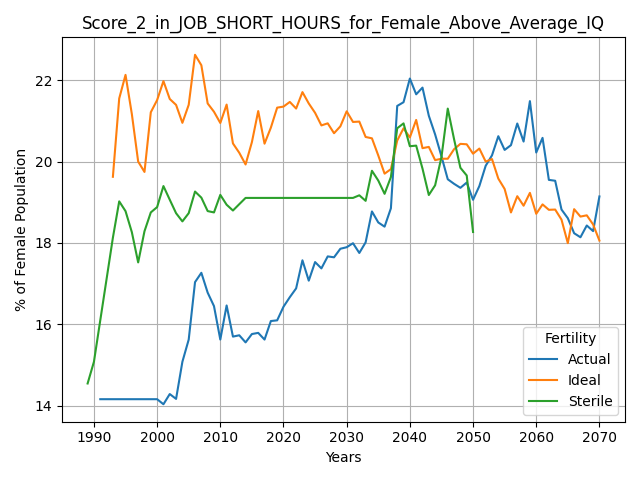 Score_2_in_JOB_SHORT_HOURS_for_Female_Above_Average_IQ
% of Female Population
22
20
18
16
14
1990 2000 2010 2020 2030 2040 2050 2060 2070
Years
Fertility
Actual
Ideal
Sterile